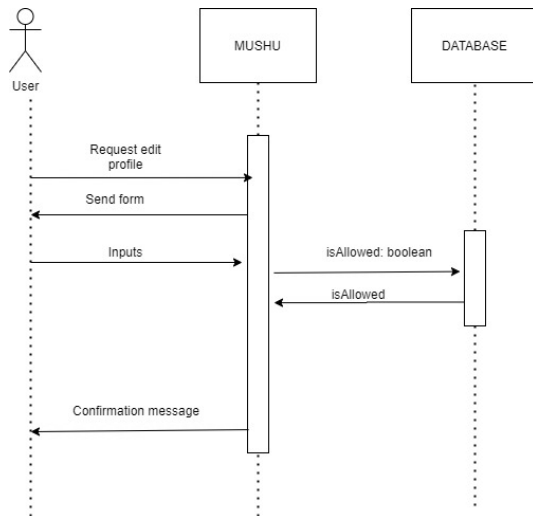 User
MUSHU
DATABASE
Request edit
profile
Send form
Inputs
isAllowed: boolean
isAllowed
Confirmation message